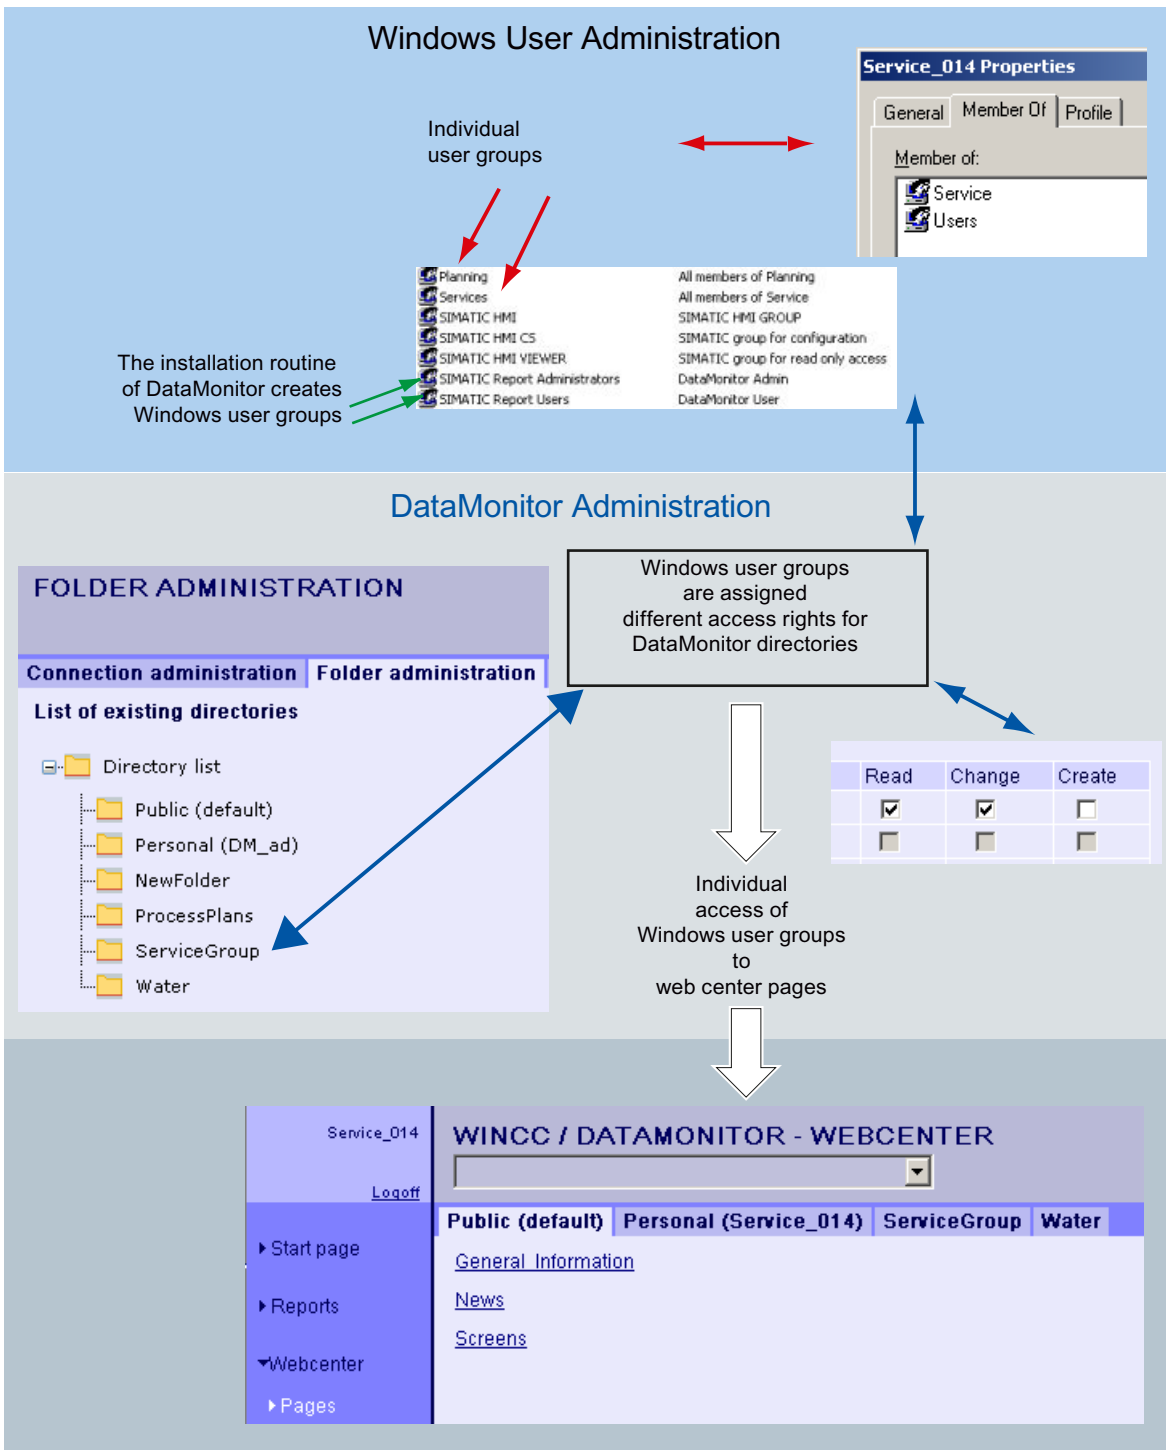 Windows User Administration
Service_014 Properties
General Member Of Profile
Member of:
Service
Users
Individual
user groups
Planning All members of Planning
Services All members of Service
SIMATIC HMI SIMATIC HMI GROUP
SIMATIC HMI CS SIMATIC group for configuration
SIMATIC HMI VIEWER SIMATIC group for read only access
SIMATIC Report Administrators DataMonitor Admin
SIMATIC Report Users DataMonitor User
The installation routine
of DataMonitor creates
Windows user groups
DataMonitor Administration
FOLDER ADMINISTRATION
Connection administration Folder administration
List of existing directories
Directory list
Public (default)
Personal (DM_ad)
NewFolder
ProcessPlans
ServiceGroup
Water
Windows user groups
are assigned
different access rights for
DataMonitor directories
Read Change Create
Individual
access of
Windows user groups
to
web center pages
Service_014
Logoff
WINCC / DATAMONITOR - WEBCENTER
Public (default) Personal (Service_014) ServiceGroup Water
Start page
Reports
Webcenter
Pages
General Information
News
Screens